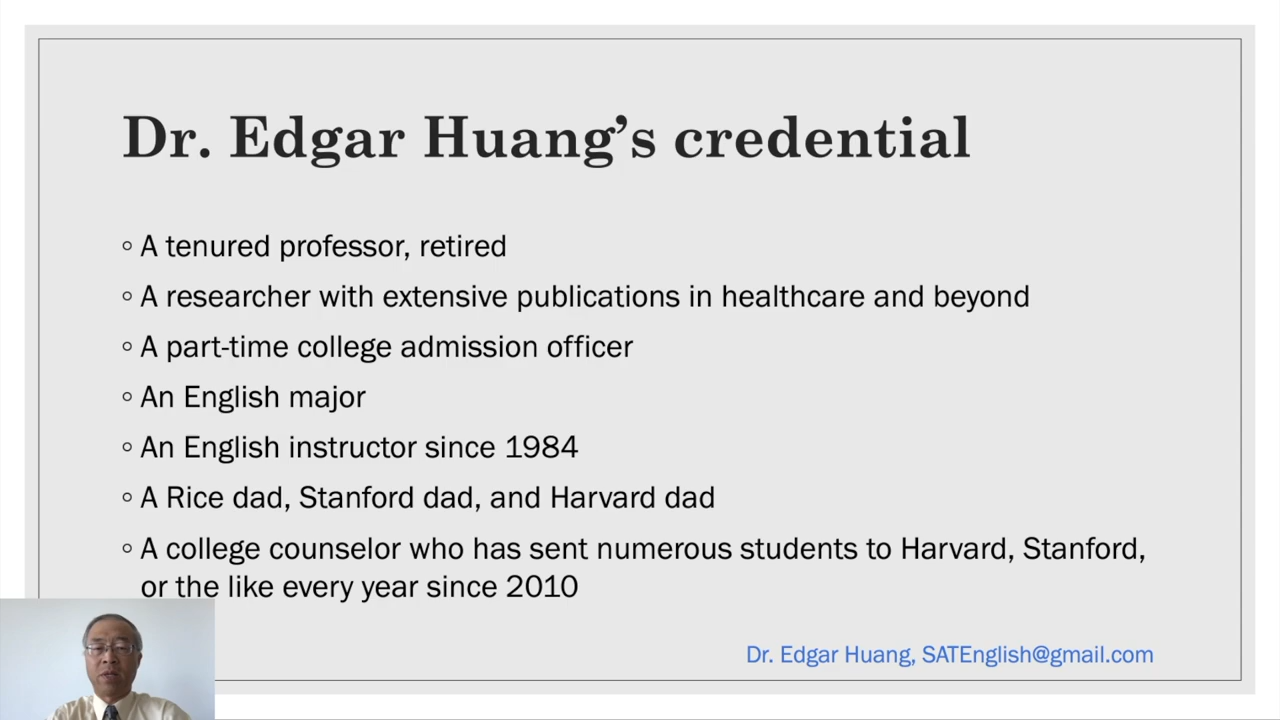 Dr. Edgar Huang’s credential
◦ A tenured professor, retired
◦ A researcher with extensive publications in healthcare and beyond
◦ A part-time college admission officer
◦ An English major
◦ An English instructor since 1984
◦ A Rice dad, Stanford dad, and Harvard dad
◦ A college counselor who has sent numerous students to Harvard, Stanford,
or the like every year since 2010
Dr. Edgar Huang, SATEnglish@gmail.com